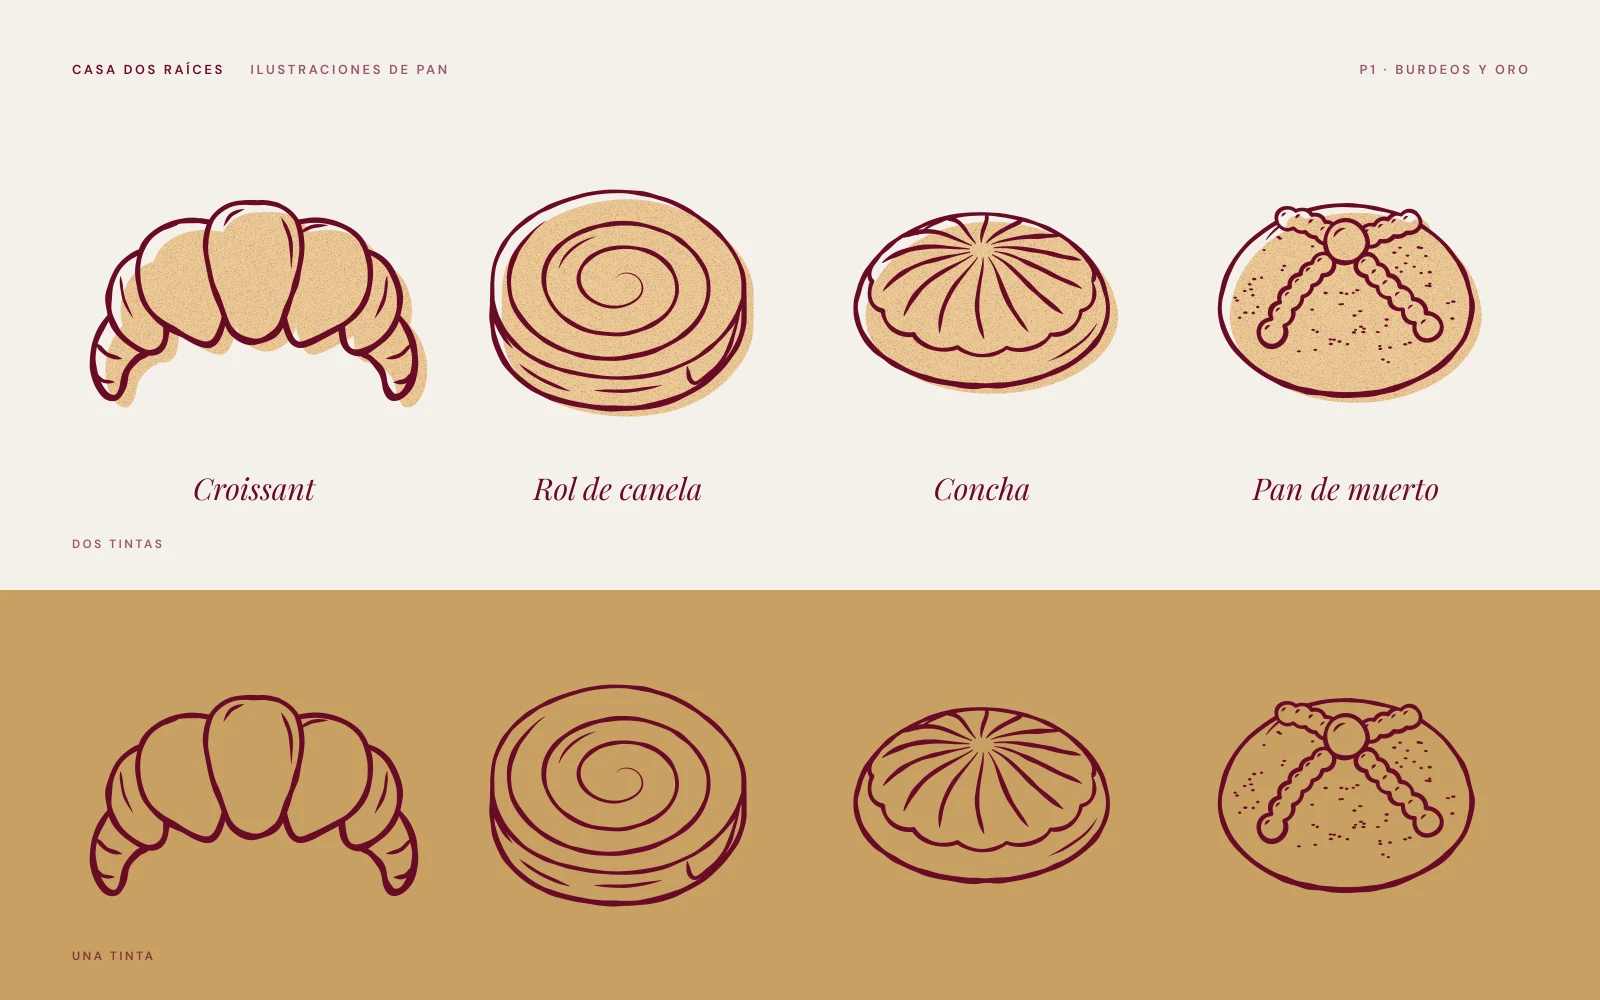 CASA DOS RAÍCES ILUSTRACIONES DE PAN P1 · BURDEOS Y ORO
Croissant Rol de canela Concha Pan de muerto
DOS TINTAS
UNA TINTA